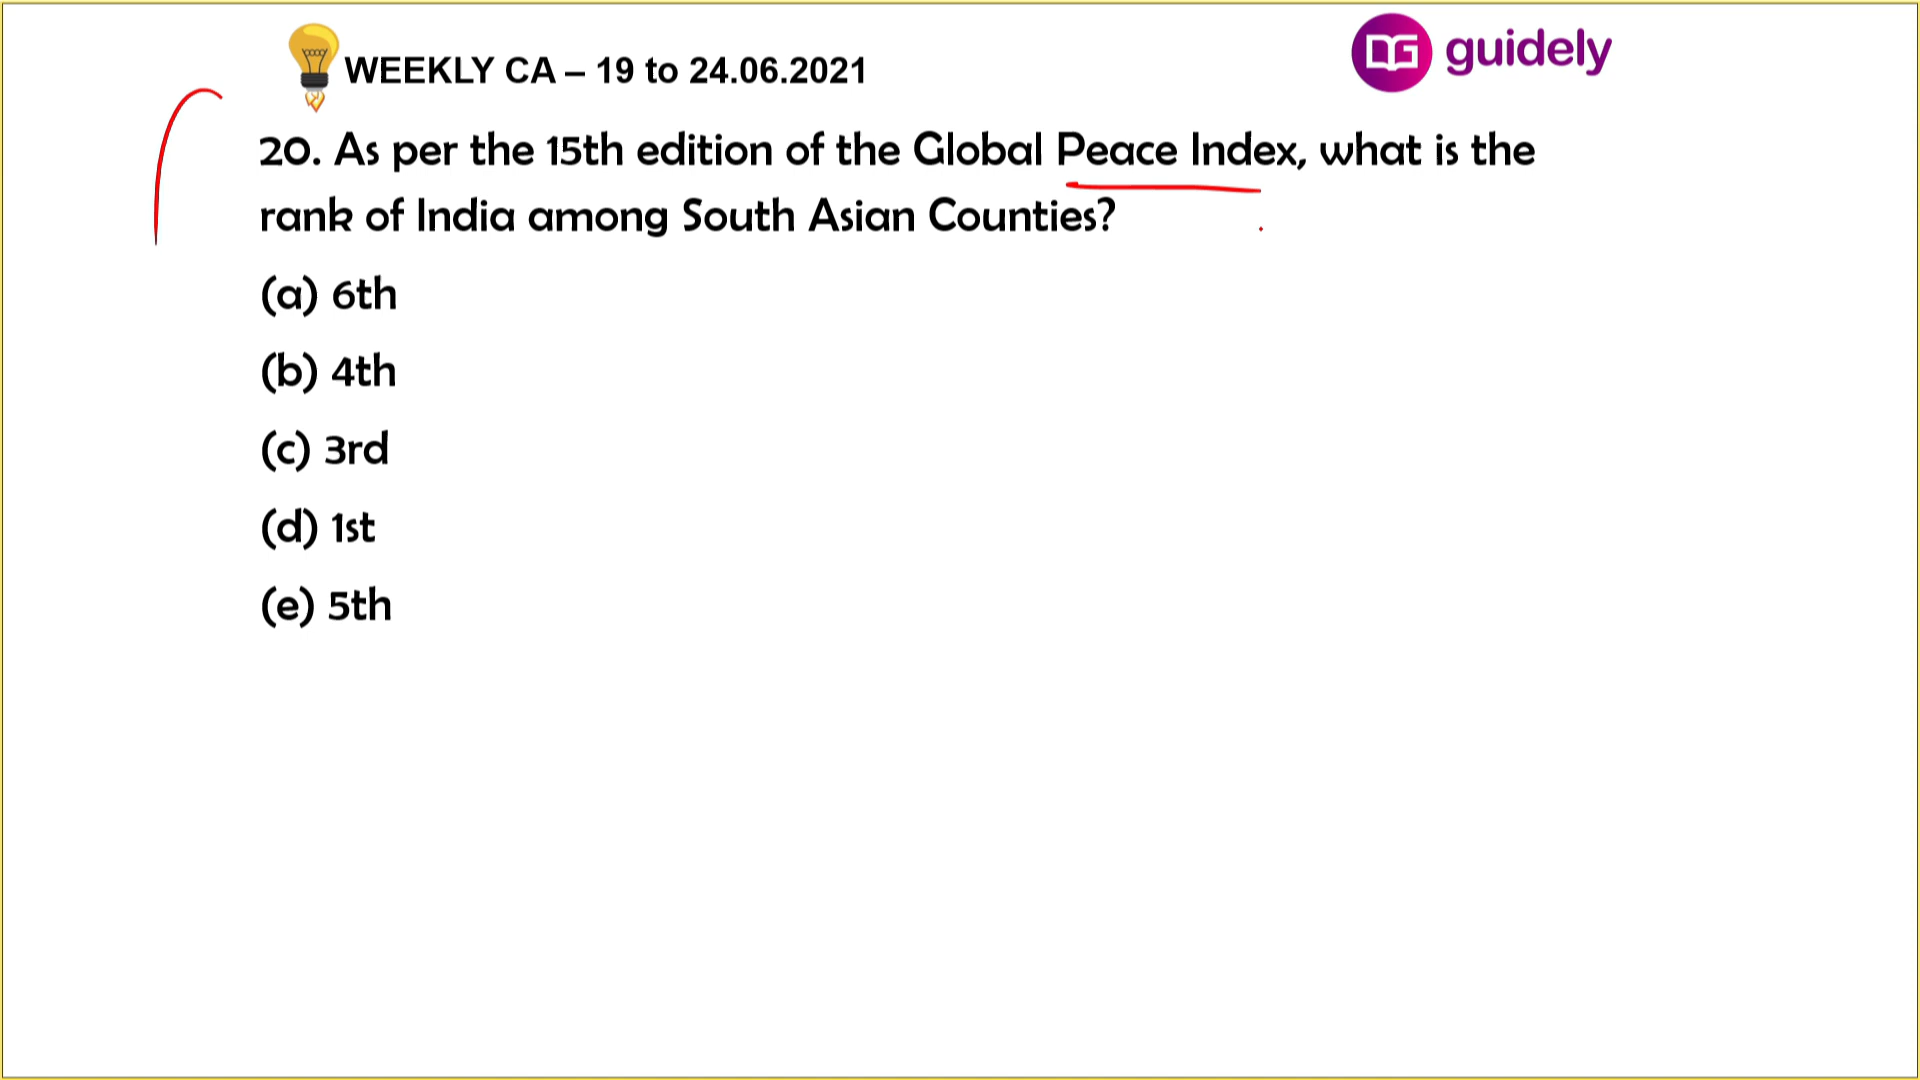 WEEKLY CA – 19 to 24.06.2021
guidely
20. As per the 15th edition of the Global Peace Index, what is the
rank of India among South Asian Counties?
(a) 6th
(b) 4th
(c) 3rd
(d) 1st
(e) 5th